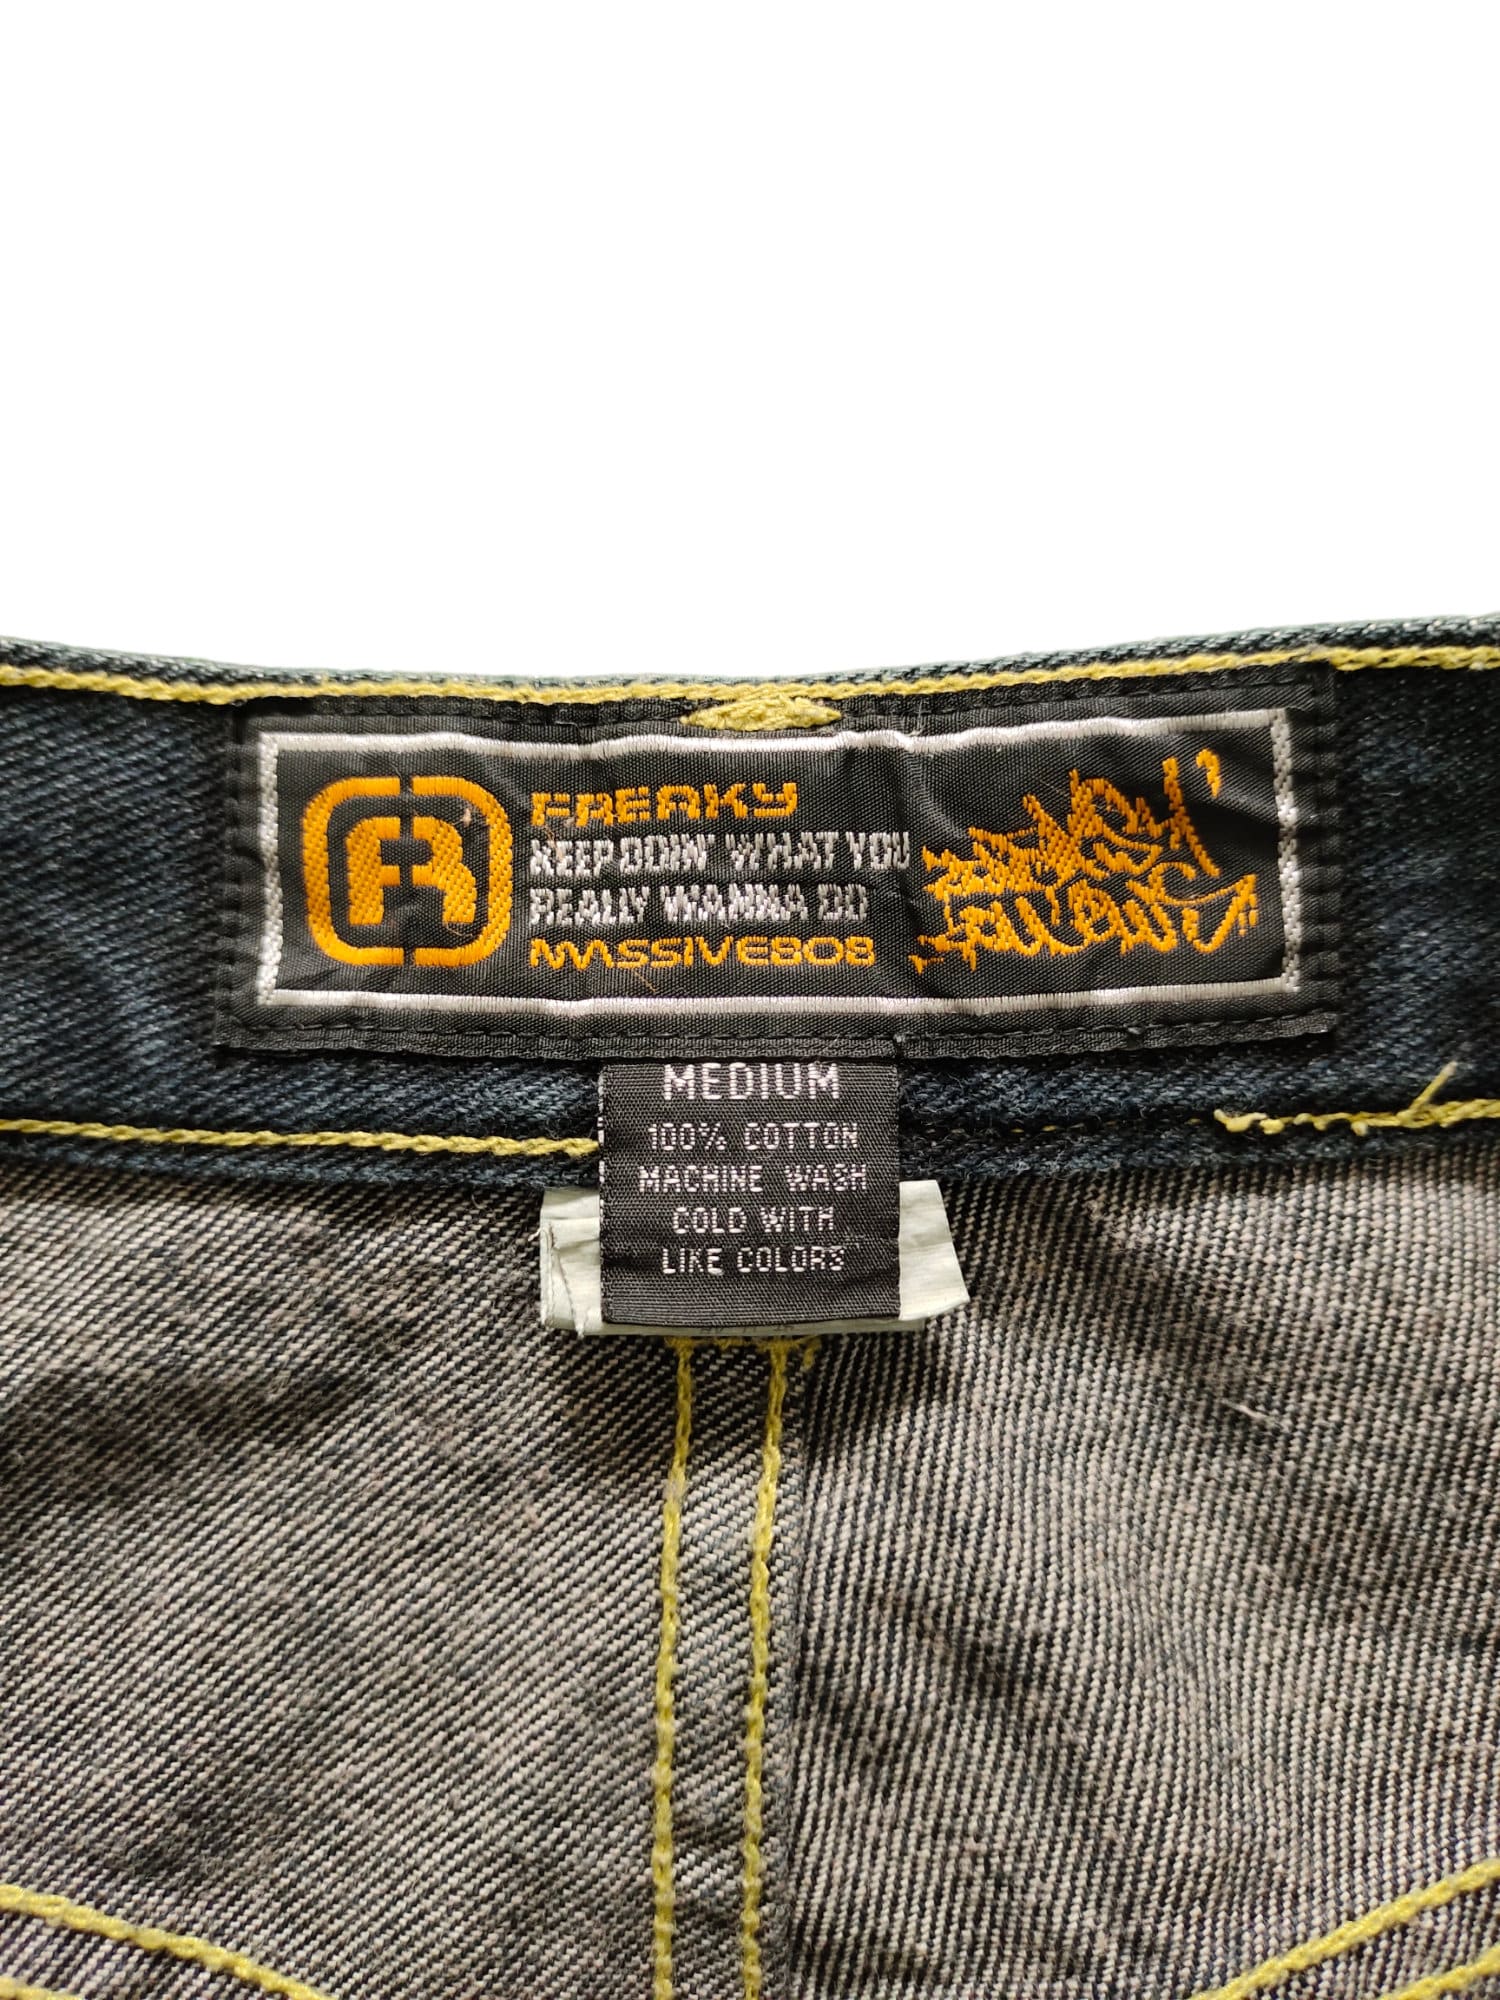 FREAKY
KEEP DOIN' WHAT YOU
REALLY WANNA DO
MASSIVE808
MEDIUM
100% COTTON
MACHINE WASH
COLD WITH
LIKE COLORS